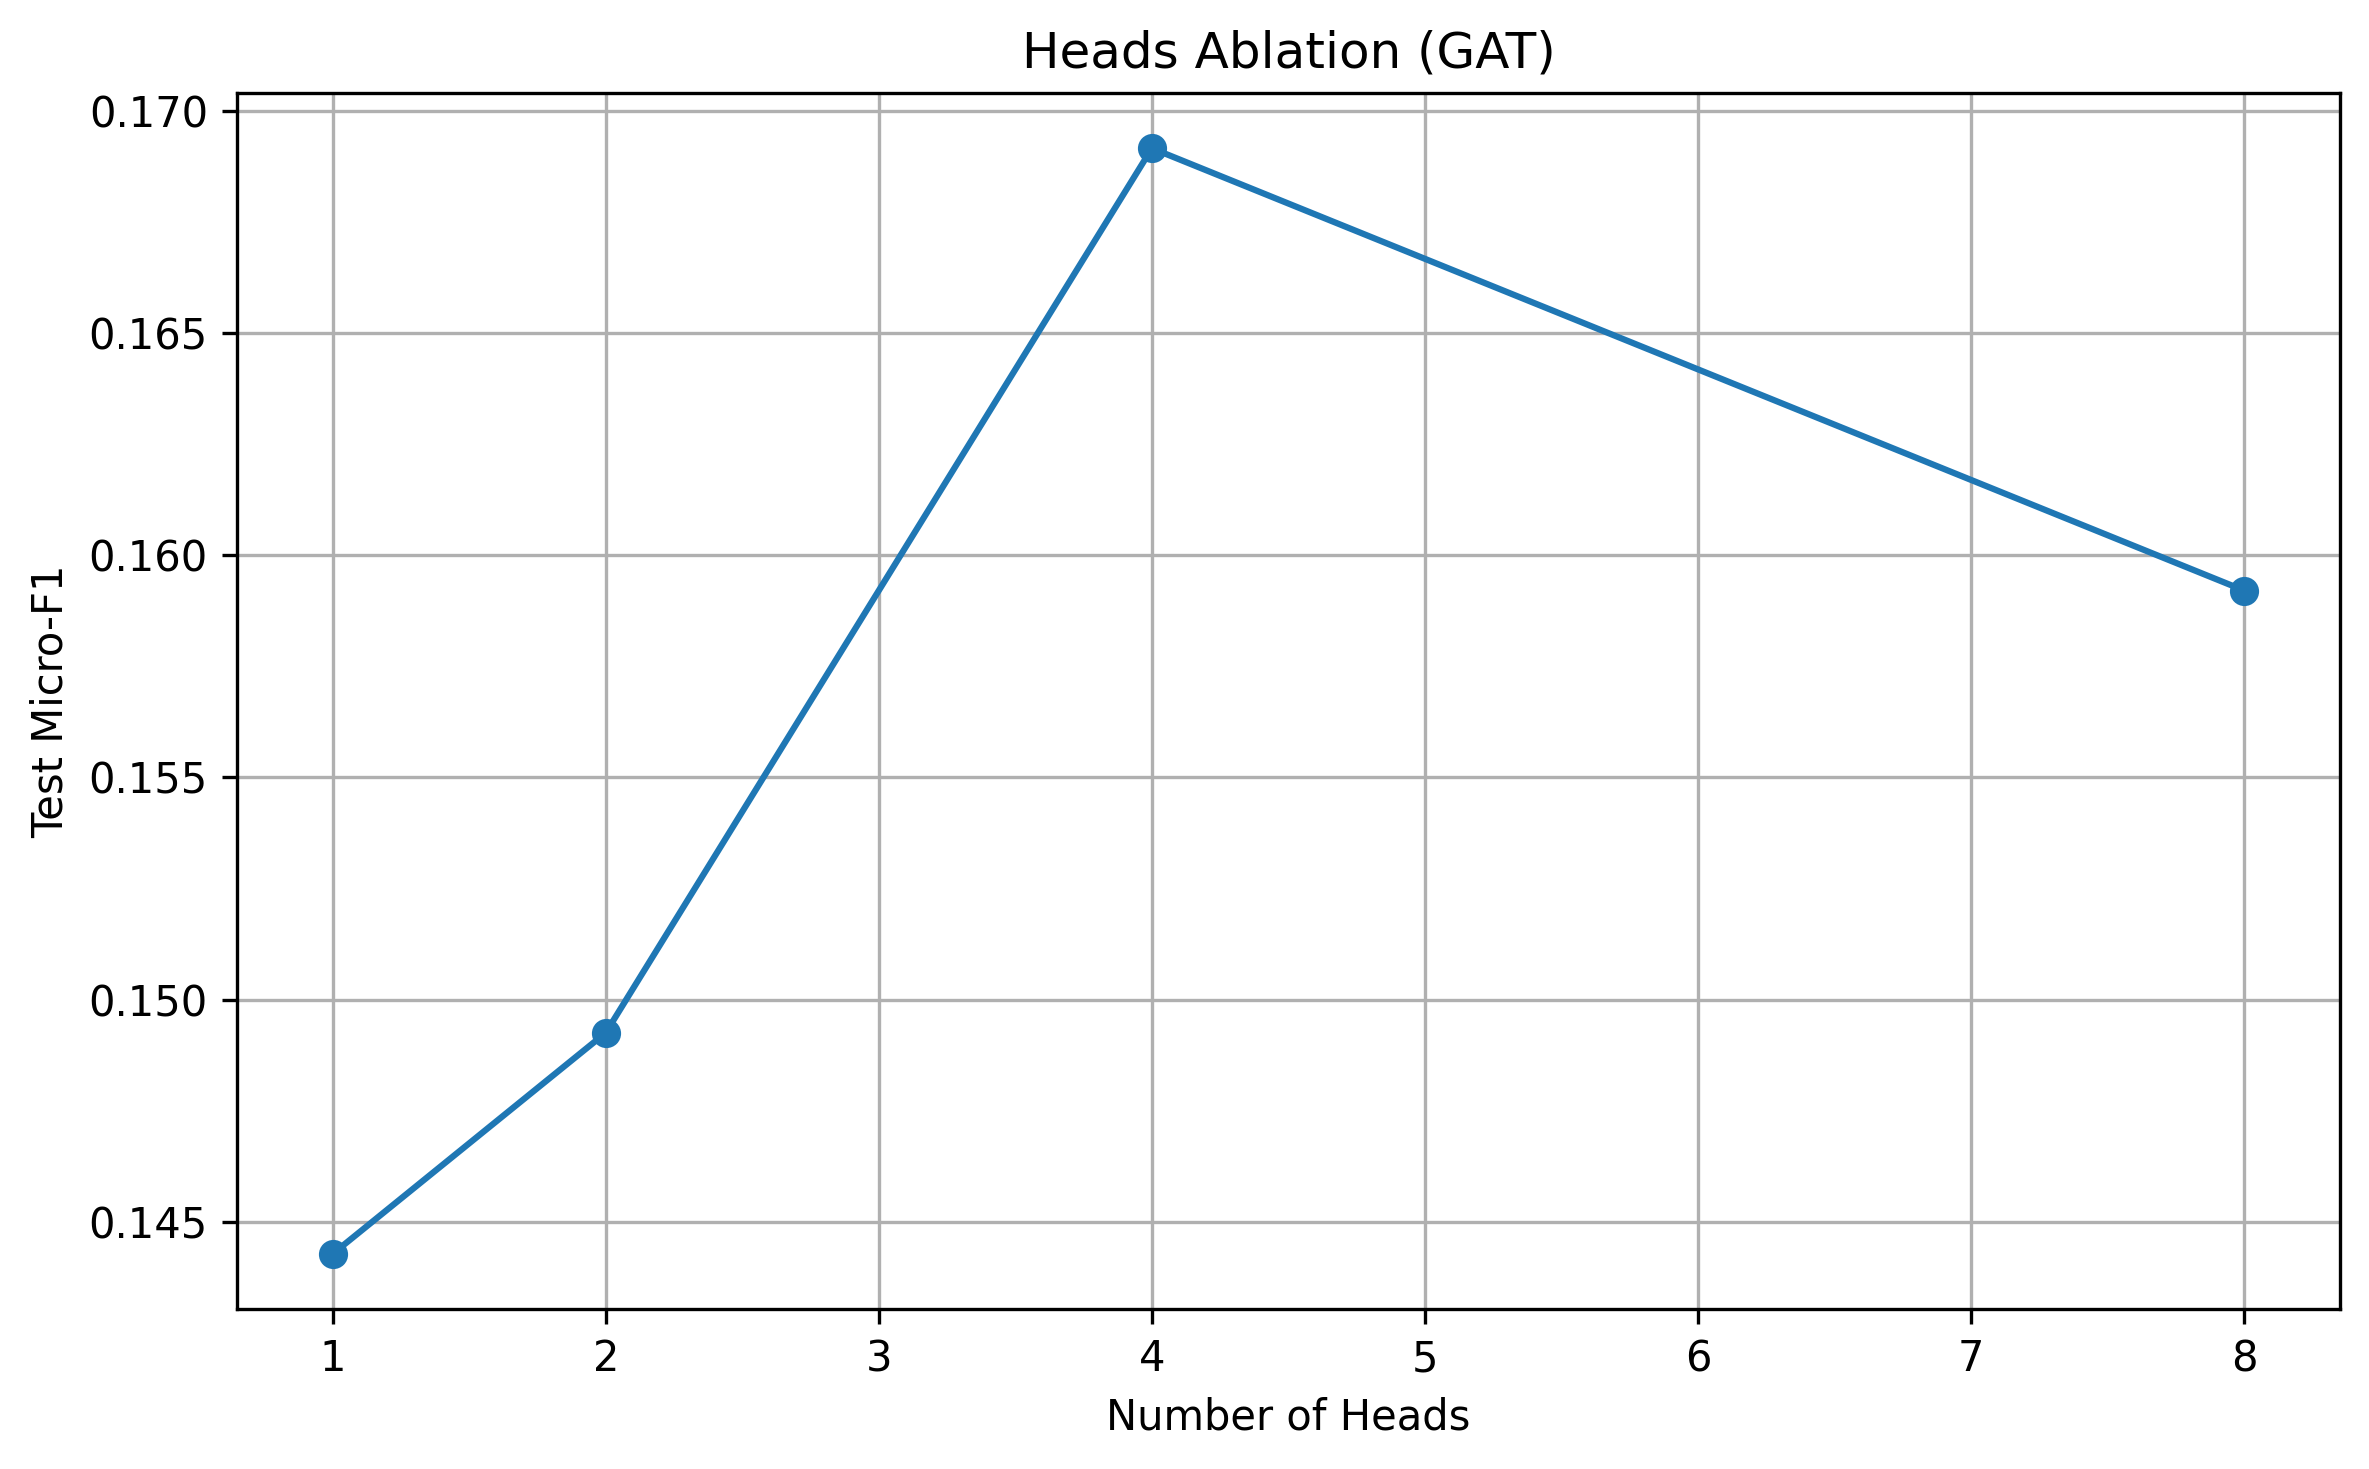 Heads Ablation (GAT)
0.170
0.165
0.160
0.155
0.150
0.145
Test Micro-F1
1 2 3 4 5 6 7 8
Number of Heads